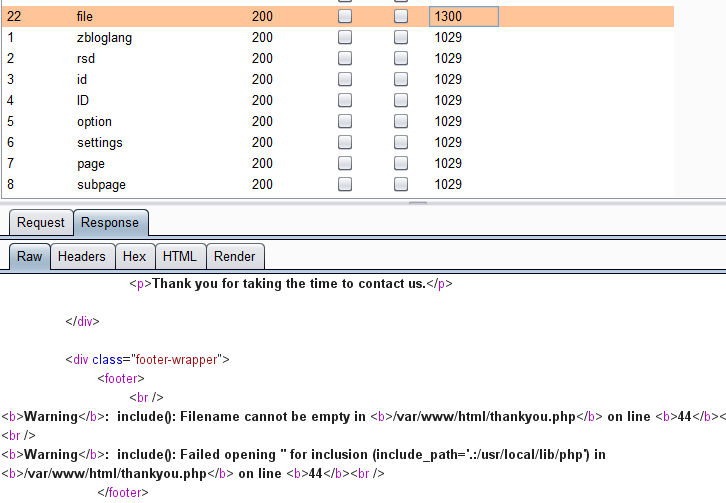 22 file 200 1300
1 zbloglang 200 1029
2 rsd 200 1029
3 id 200 1029
4 ID 200 1029
5 option 200 1029
6 settings 200 1029
7 page 200 1029
8 subpage 200 1029
Request Response
Raw Headers Hex HTML Render
<p>Thank you for taking the time to contact us.</p>
</div>
<div class="footer-wrapper">
<footer>
<br />
<b>Warning</b>: include(): Filename cannot be empty in <b>/var/www/html/thankyou.php</b> on line <b>44</b><
<br />
<b>Warning</b>: include(): Failed opening '' for inclusion (include_path='.:/usr/local/lib/php') in
<b>/var/www/html/thankyou.php</b> on line <b>44</b><br />
</footer>